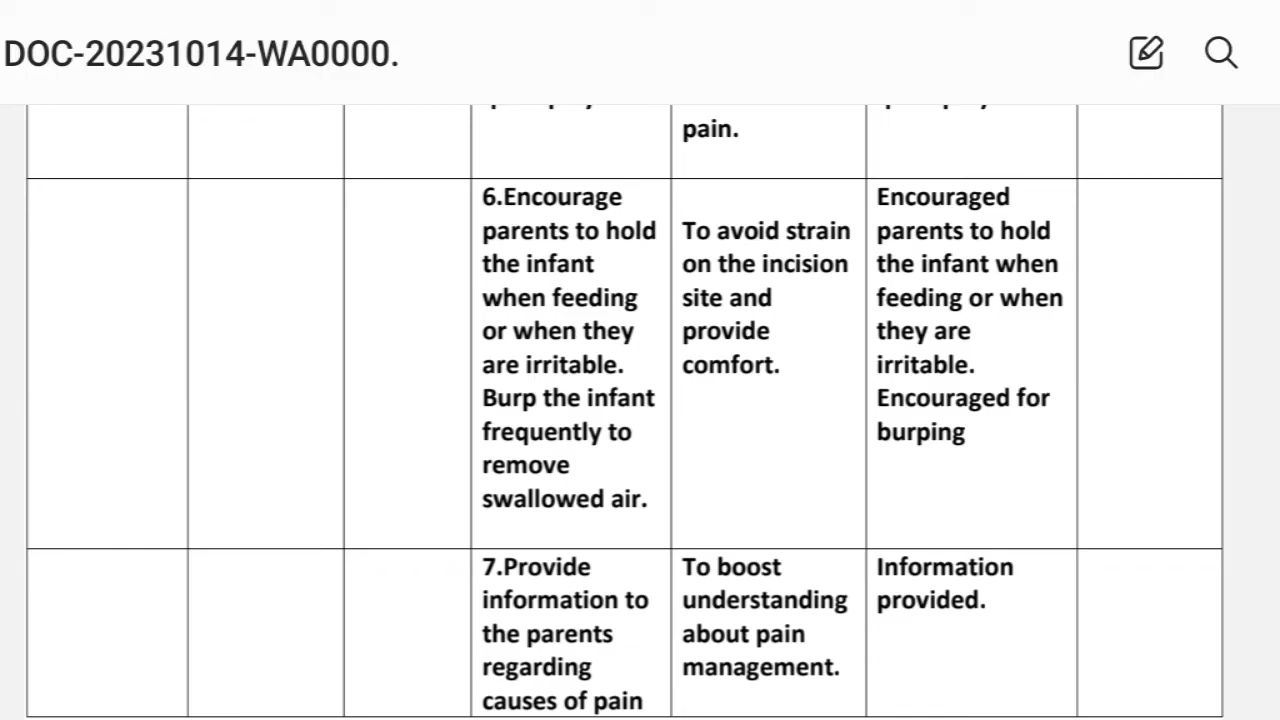 DOC-20231014-WA0000.
pain.
6.Encourage
parents to hold
the infant
when feeding
or when they
are irritable.
Burp the infant
frequently to
remove
swallowed air.
To avoid strain
on the incision
site and
provide
comfort.
Encouraged
parents to hold
the infant when
feeding or when
they are
irritable.
Encouraged for
burping
7.Provide
information to
the parents
regarding
causes of pain
To boost
understanding
about pain
management.
Information
provided.